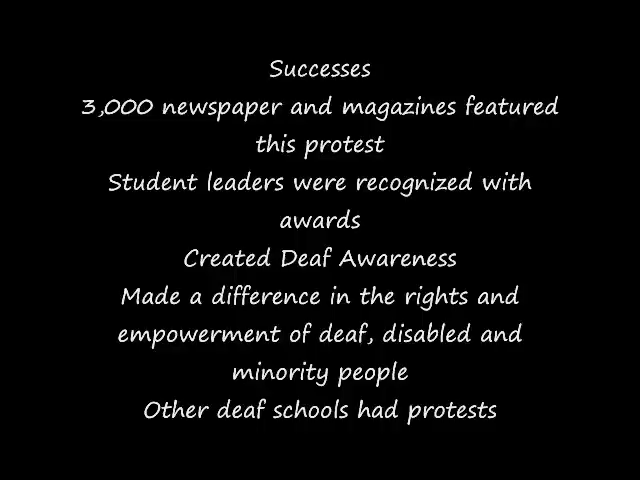 Successes
3,000 newspaper and magazines featured
this protest
Student leaders were recognized with
awards
Created Deaf Awareness
Made a difference in the rights and
empowerment of deaf, disabled and
minority people
Other deaf schools had protests